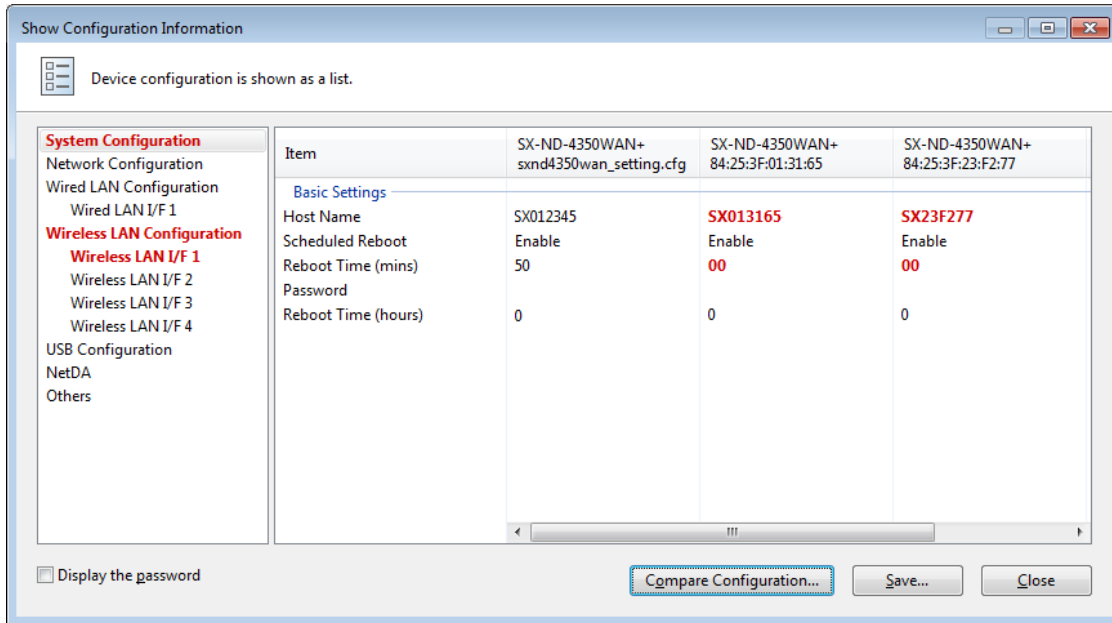 Show Configuration Information
Device configuration is shown as a list.
System Configuration
Network Configuration
Wired LAN Configuration
Wired LAN I/F 1
Wireless LAN Configuration
Wireless LAN I/F 1
Wireless LAN I/F 2
Wireless LAN I/F 3
Wireless LAN I/F 4
USB Configuration
NetDA
Others
Item SX-ND-4350WAN+ sxnd4350wan_setting.cfg SX-ND-4350WAN+ 84:25:3F:01:31:65 SX-ND-4350WAN+ 84:25:3F:23:F2:77
Basic Settings
Host Name SX012345 SX013165 SX23F277
Scheduled Reboot Enable Enable Enable
Reboot Time (mins) 50 00 00
Password
Reboot Time (hours) 0 0 0
Display the password
Compare Configuration... Save... Close